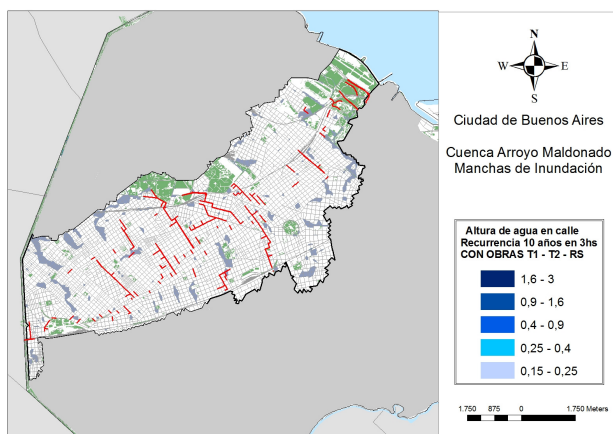 N
W E
S
Ciudad de Buenos Aires
Cuenca Arroyo Maldonado
Manchas de Inundación
Altura de agua en calle
Recurrencia 10 años en 3hs
CON OBRAS T1 - T2 - RS
1,6 - 3
0,9 - 1,6
0,4 - 0,9
0,25 - 0,4
0,15 - 0,25
1.750 875 0 1.750 Meters